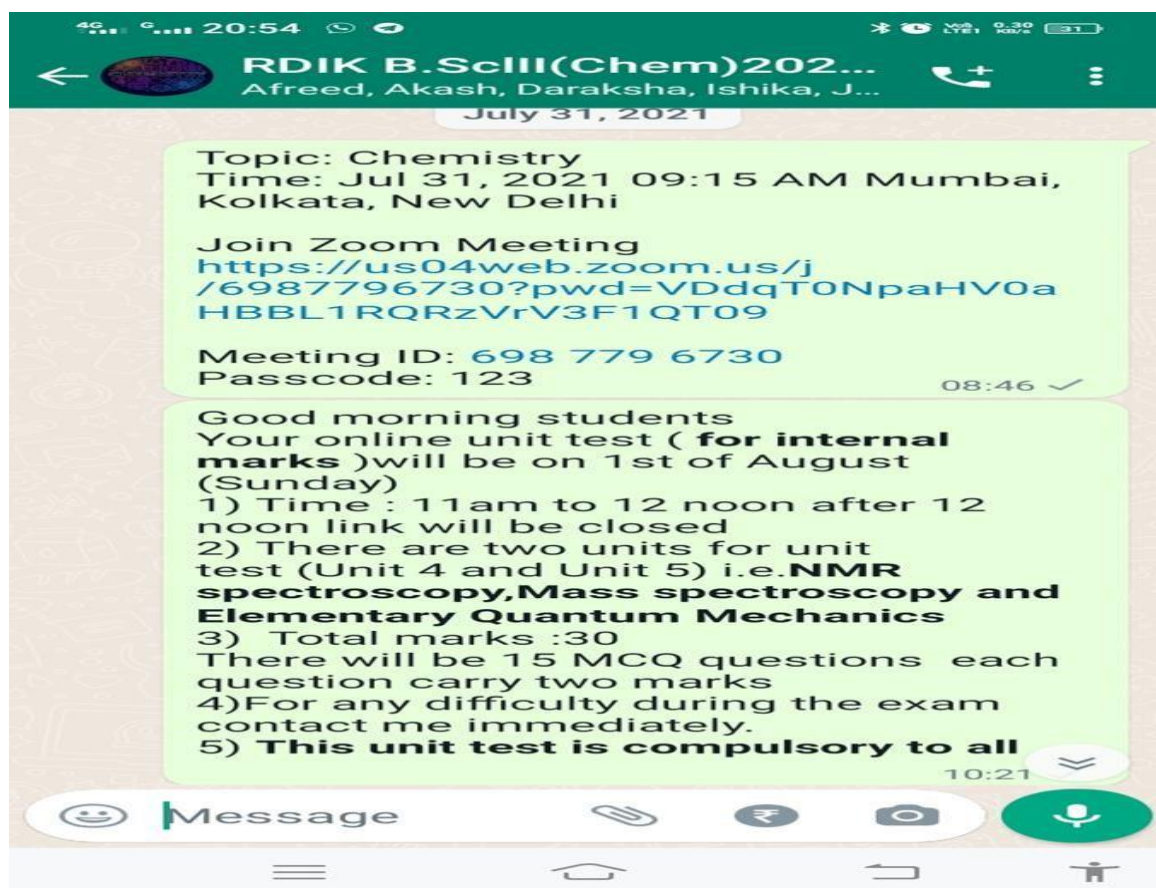 4G G 20:54 Vo) LTE1 0.30 KB/s 31
RDIK B.ScIII(Chem)202...
Afreed, Akash, Daraksha, Ishika, J...
July 31, 2021
Topic: Chemistry
Time: Jul 31, 2021 09:15 AM Mumbai,
Kolkata, New Delhi
Join Zoom Meeting
https://us04web.zoom.us/j
/6987796730?pwd=VDdqT0NpaHV0a
HBBL1RQRzVrV3F1QT09
Meeting ID: 698 779 6730
Passcode: 123
08:46
Good morning students
Your online unit test ( for internal
marks )will be on 1st of August
(Sunday)
1) Time : 11am to 12 noon after 12
noon link will be closed
2) There are two units for unit
test (Unit 4 and Unit 5) i.e.NMR
spectroscopy,Mass spectroscopy and
Elementary Quantum Mechanics
3) Total marks :30
There will be 15 MCQ questions each
question carry two marks
4)For any difficulty during the exam
contact me immediately.
5) This unit test is compulsory to all
10:21
Message